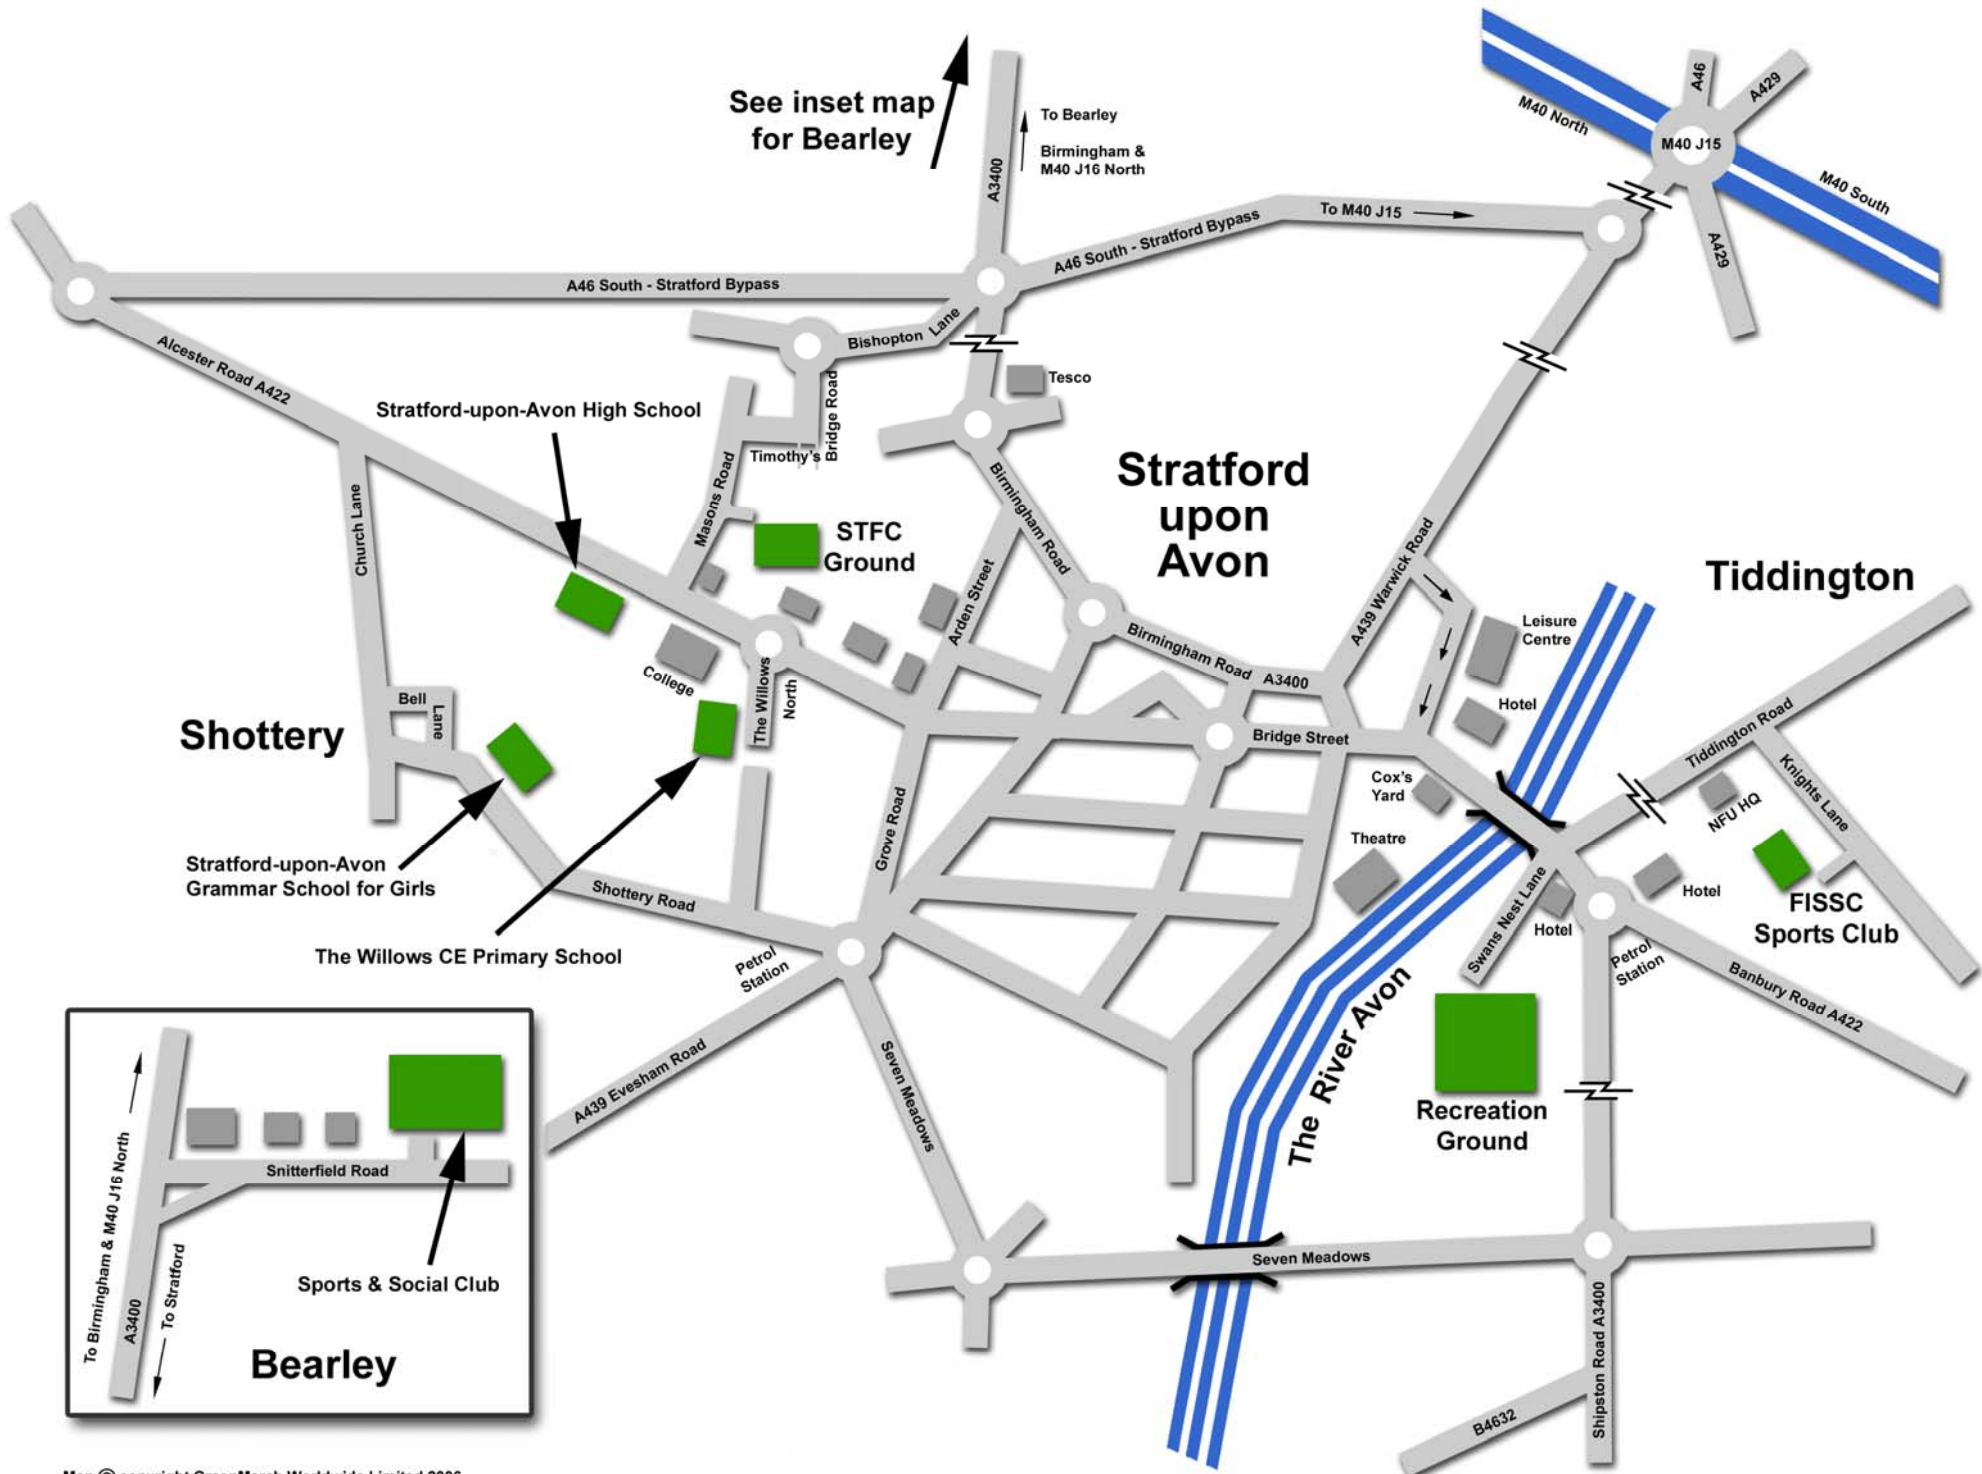 See inset map
for Bearley
To Bearley
Birmingham &
M40 J16 North
A3400
A46
A429
M40 North
M40 J15
M40 South
A429
To M40 J15
A46 South - Stratford Bypass
A46 South - Stratford Bypass
Bishopton Lane
Alcester Road A422
Tesco
Bridge Road
Timothy's
Stratford-upon-Avon High School
Masons Road
Birmingham Road
Stratford
upon
Avon
Church Lane
STFC
Ground
Arden Street
A439 Warwick Road
Tiddington
Leisure
Centre
Birmingham Road A3400
College
The Willows
North
Bell
Lane
Hotel
Shottery
Bridge Street
Tiddington Road
Knights Lane
Cox's
Yard
NFU HQ
Theatre
Grove Road
Stratford-upon-Avon
Grammar School for Girls
Shottery Road
Swans Nest Lane
Hotel
Hotel
FISSC
Sports Club
The Willows CE Primary School
Petrol
Station
Petrol
Station
Banbury Road A422
The River Avon
A439 Evesham Road
Seven Meadows
Recreation
Ground
Seven Meadows
Shipston Road A3400
B4632
To Birmingham & M40 J16 North
Snitterfield Road
A3400
To Stratford
Sports & Social Club
Bearley